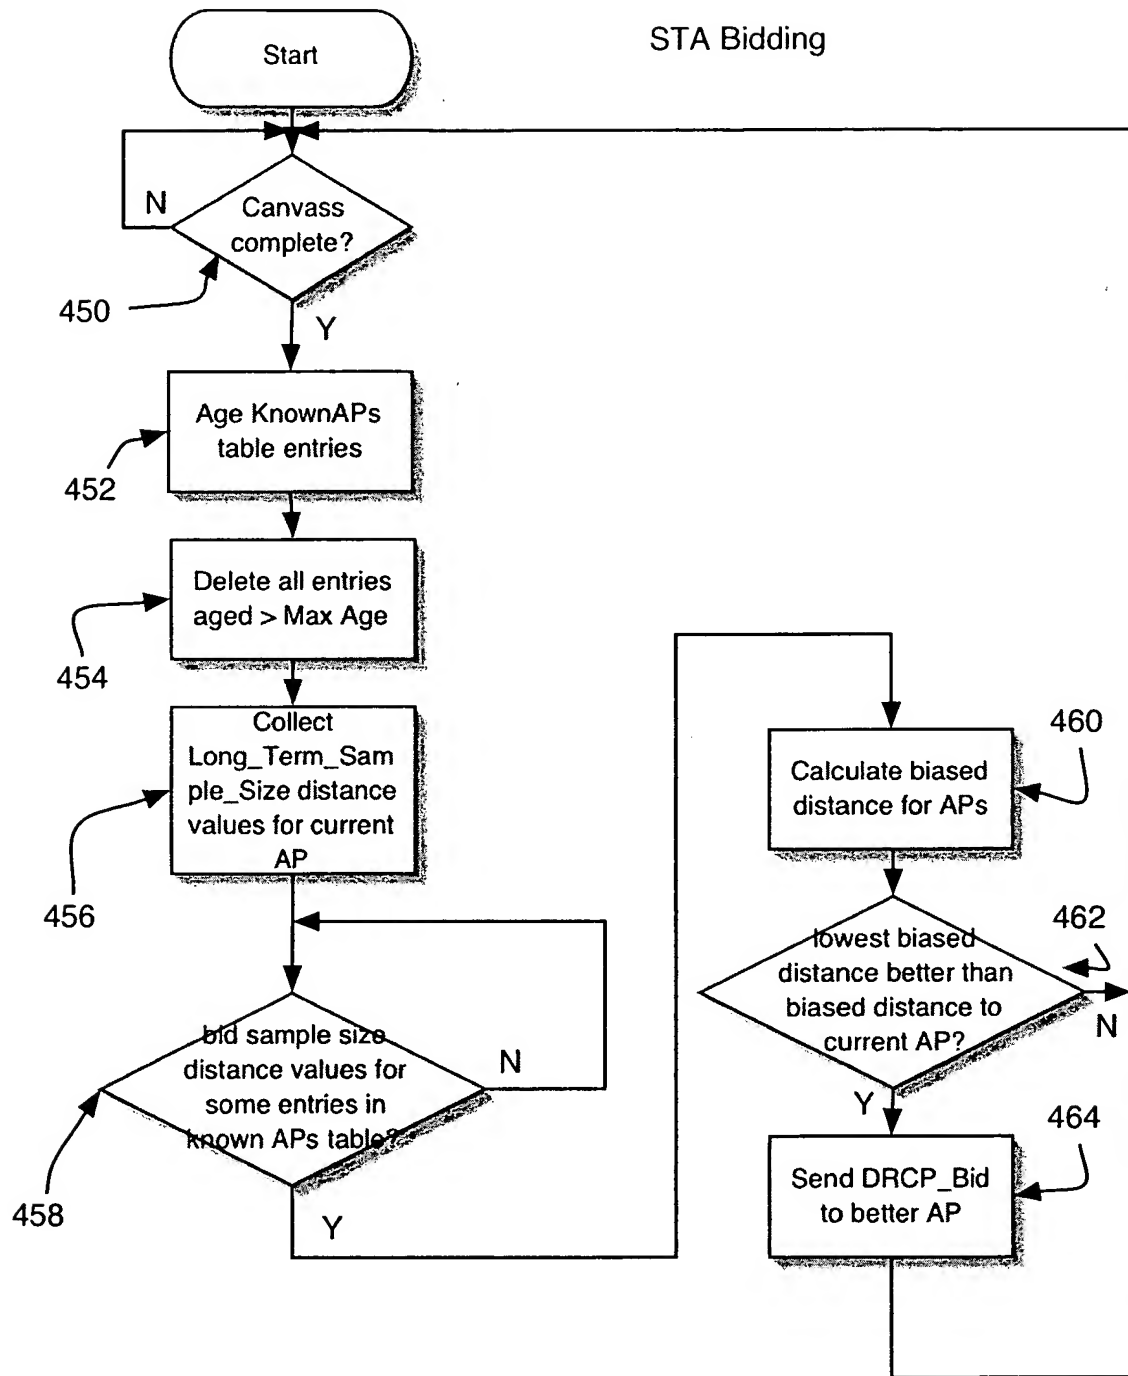 STA Bidding
Start
N
Canvass
complete?
450
Y
Age KnownAPs
table entries
452
Delete all entries
aged > Max Age
454
Collect
Long_Term_Sam
ple_Size distance
values for current
AP
456
bid sample size
distance values for
some entries in
known APs table?
N
458
Y
Calculate biased
distance for APs
460
lowest biased
distance better than
biased distance to
current AP?
462
N
Y
Send DRCP_Bid
to better AP
464